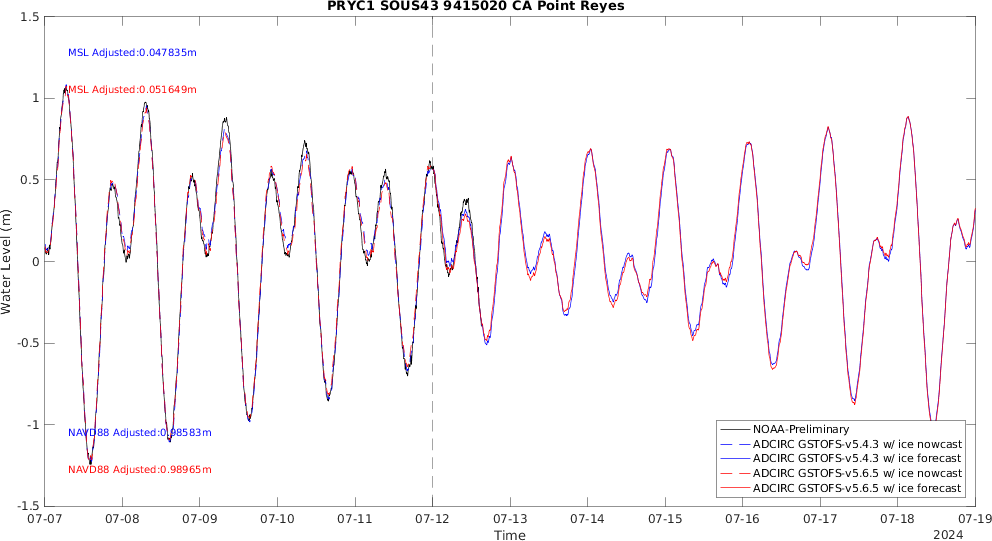 PRYC1 SOUS43 9415020 CA Point Reyes
1.5
MSL Adjusted:0.047835m
1
MSL Adjusted:0.051649m
0.5
Water Level (m)
0
-0.5
-1
NAVD88 Adjusted:0.98583m
NOAA-Preliminary
ADCIRC GSTOFS-v5.4.3 w/ ice nowcast
ADCIRC GSTOFS-v5.4.3 w/ ice forecast
NAVD88 Adjusted:0.98965m
ADCIRC GSTOFS-v5.6.5 w/ ice nowcast
ADCIRC GSTOFS-v5.6.5 w/ ice forecast
-1.5
07-07 07-08 07-09 07-10 07-11 07-12 07-13 07-14 07-15 07-16 07-17 07-18 07-19
Time
2024